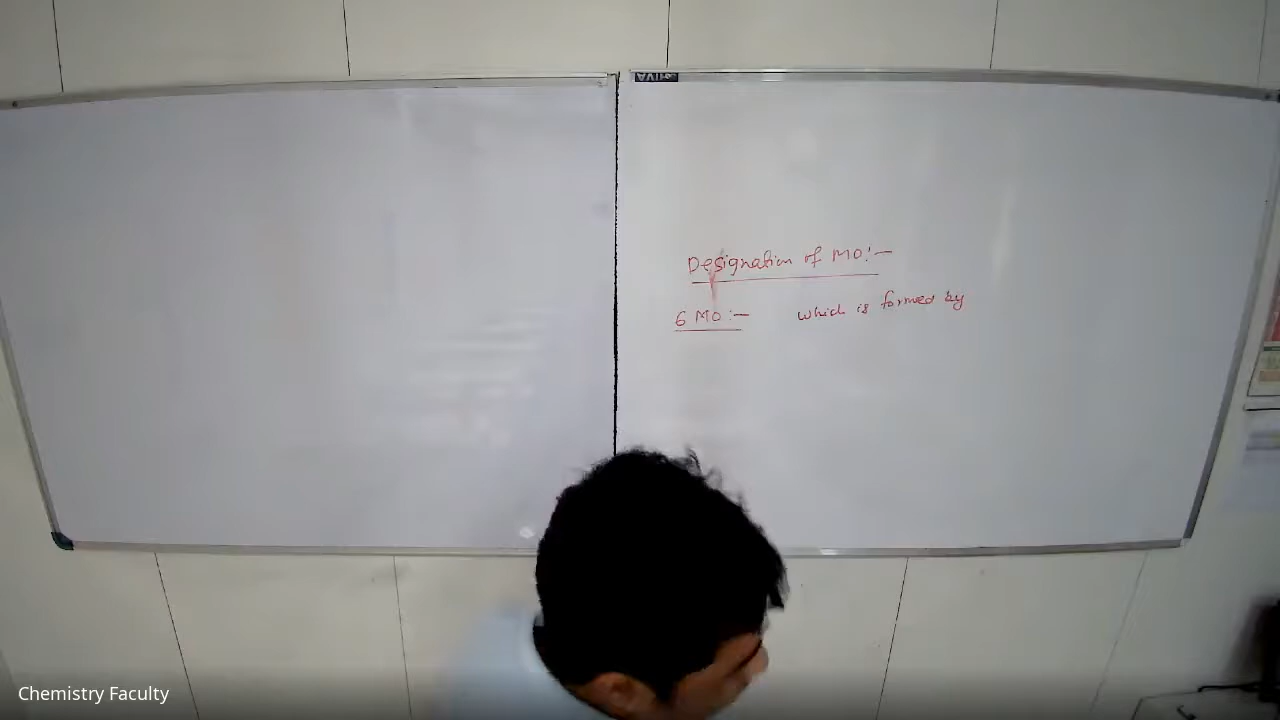 Designation of MO:-
6 MO:- which is formed by
Chemistry Faculty